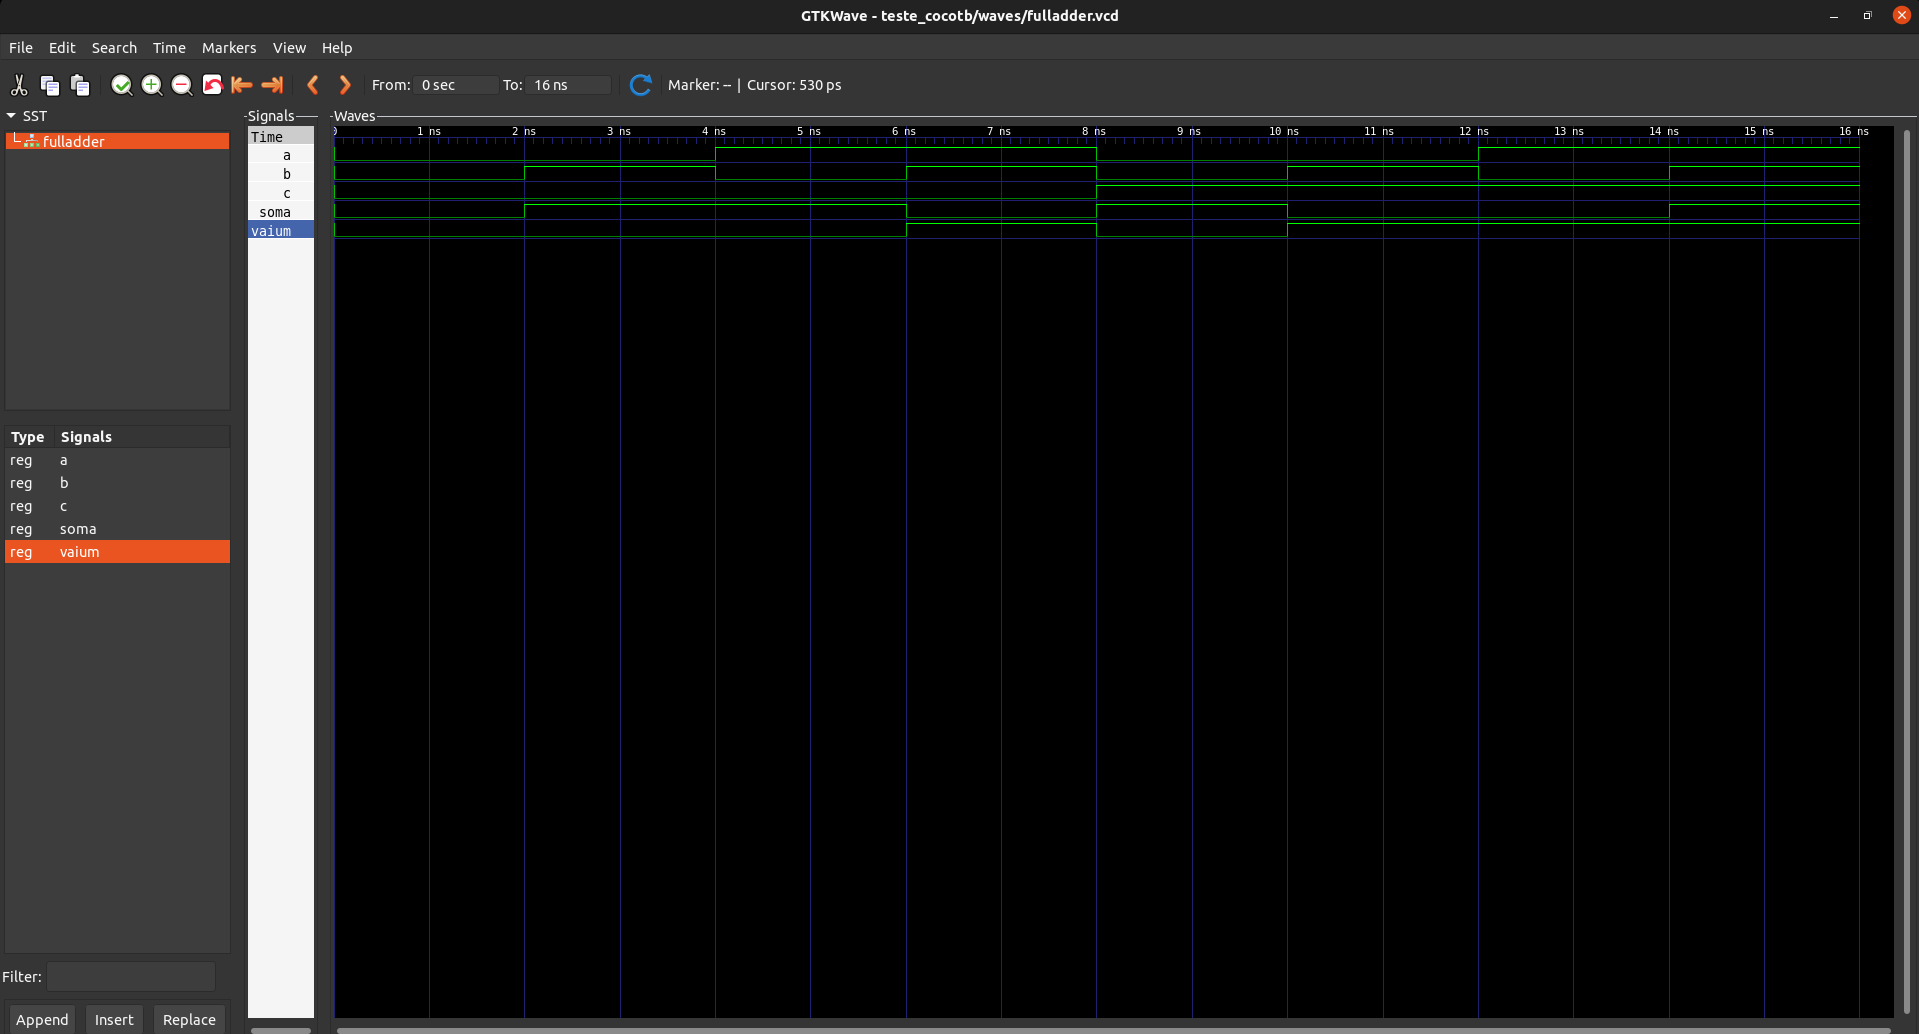 GTKWave - teste_cocotb/waves/fulladder.vcd
File Edit Search Time Markers View Help
From: 0 sec To: 16 ns Marker: -- | Cursor: 530 ps
SST
fulladder
Type Signals
reg a
reg b
reg c
reg soma
reg vaium
Filter:
Append Insert Replace
Signals
Time
a
b
c
soma
vaium
Waves
0 1 ns 2 ns 3 ns 4 ns 5 ns 6 ns 7 ns 8 ns 9 ns 10 ns 11 ns 12 ns 13 ns 14 ns 15 ns 16 ns